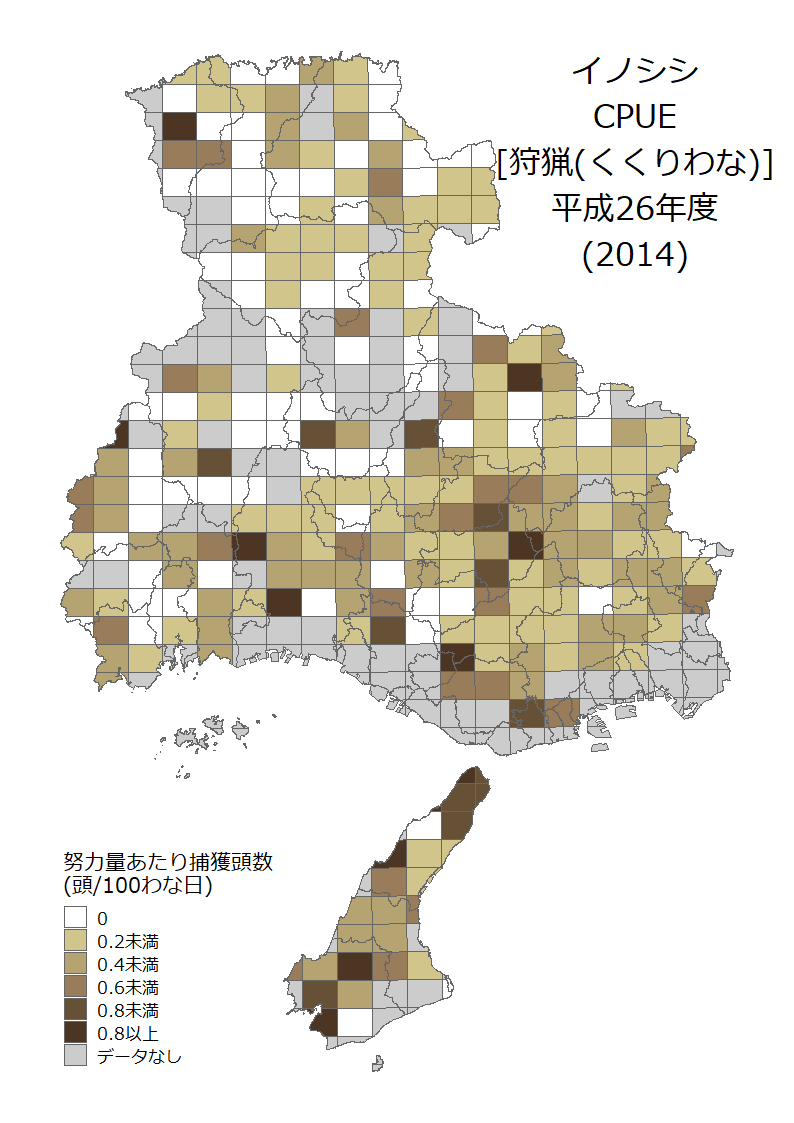 イノシシ
CPUE
[狩猟(くくりわな)]
平成26年度
(2014)
努力量あたり捕獲頭数
(頭/100わな日)
0
0.2未満
0.4未満
0.6未満
0.8未満
0.8以上
データなし